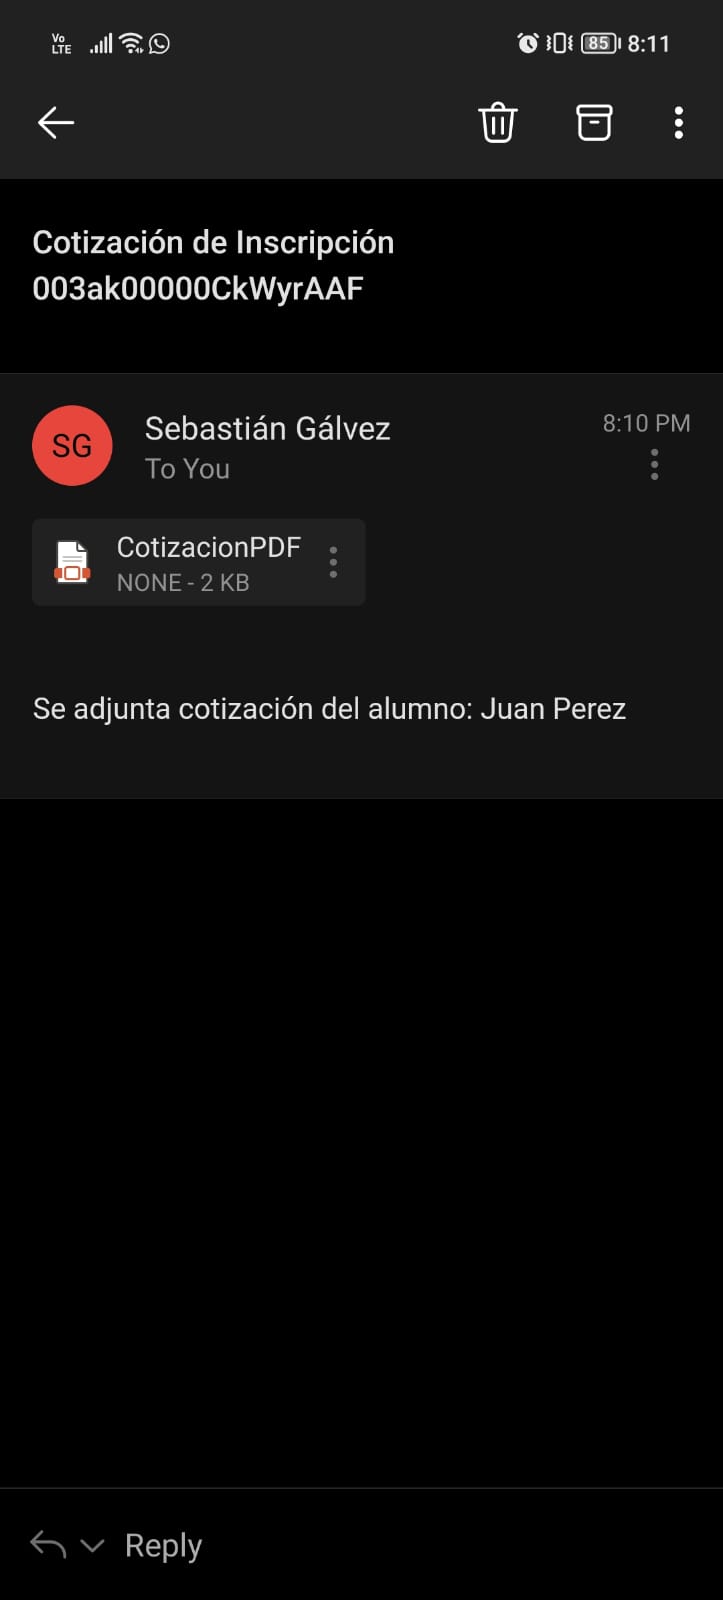 Vo
LTE
85
8:11
Cotización de Inscripción
003ak00000CkWyrAAF
SG
Sebastián Gálvez
8:10 PM
To You
CotizacionPDF
NONE - 2 KB
Se adjunta cotización del alumno: Juan Perez
Reply